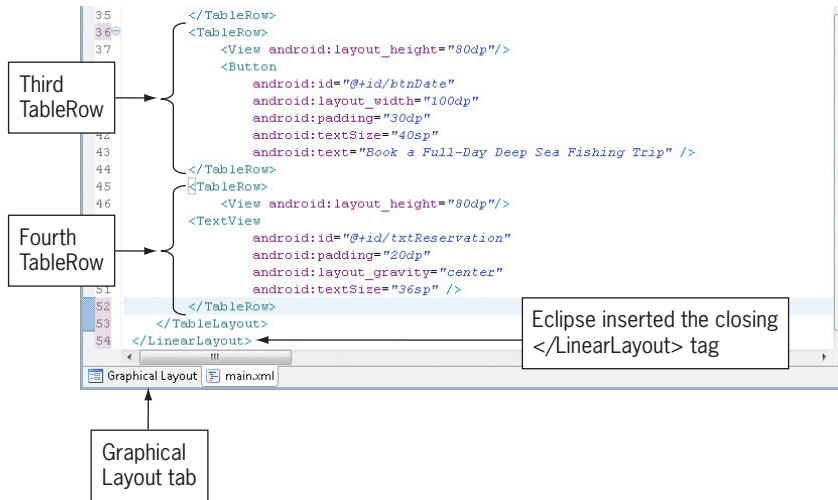 35 </TableRow>
36 <TableRow>
37 <View android:layout_height="80dp"/>
<Button
android:id="@+id/btnDate"
android:layout_width="100dp"
android:padding="30dp"
42 android:textSize="40sp"
43 android:text="Book a Full-Day Deep Sea Fishing Trip" />
44 </TableRow>
45 <TableRow>
46 <View android:layout_height="80dp"/>
<TextView
android:id="@+id/txtReservation"
android:padding="20dp"
android:layout_gravity="center"
51 android:textSize="36sp" />
52 </TableRow>
53 </TableLayout>
54 </LinearLayout>
Third
TableRow
Fourth
TableRow
Eclipse inserted the closing
</LinearLayout> tag
Graphical Layout main.xml
Graphical
Layout tab